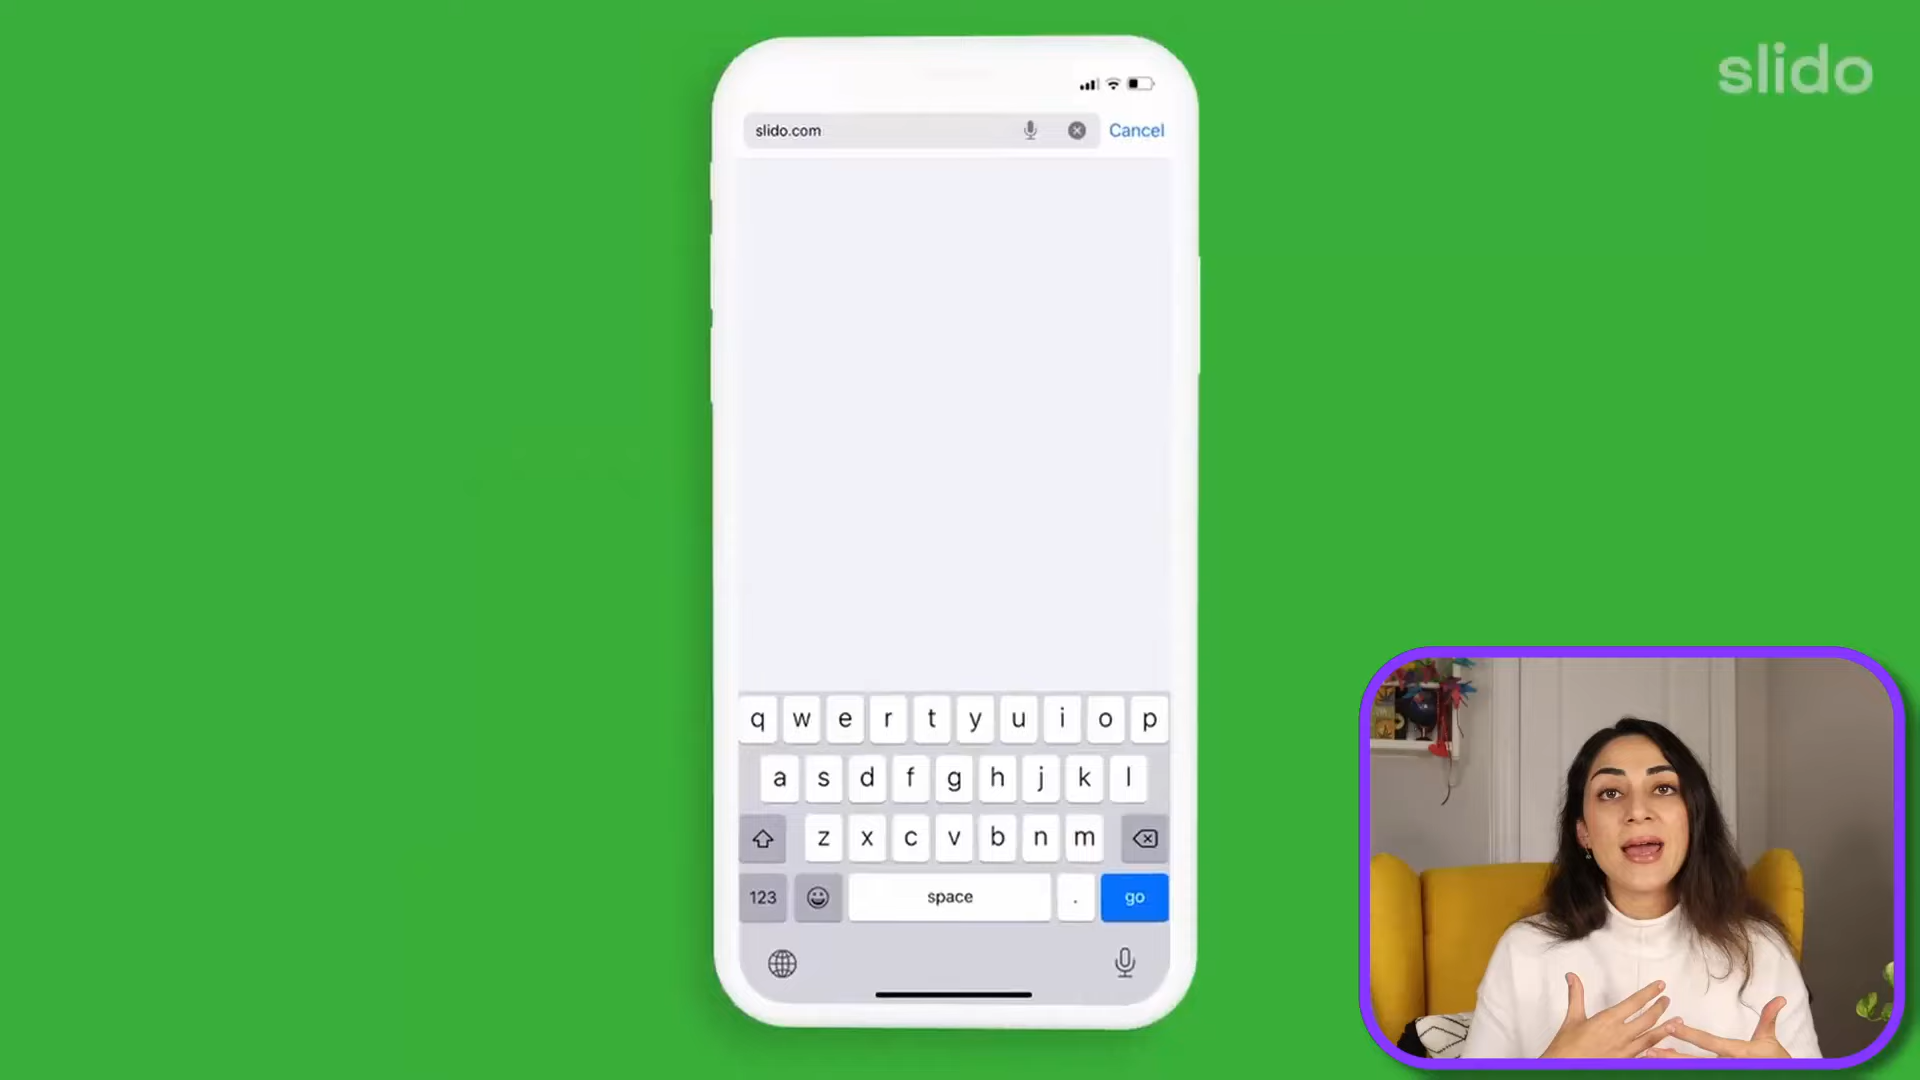 slido
slido.com
Cancel
q w e r t y u i o p
a s d f g h j k l
z x c v b n m
123 space . go